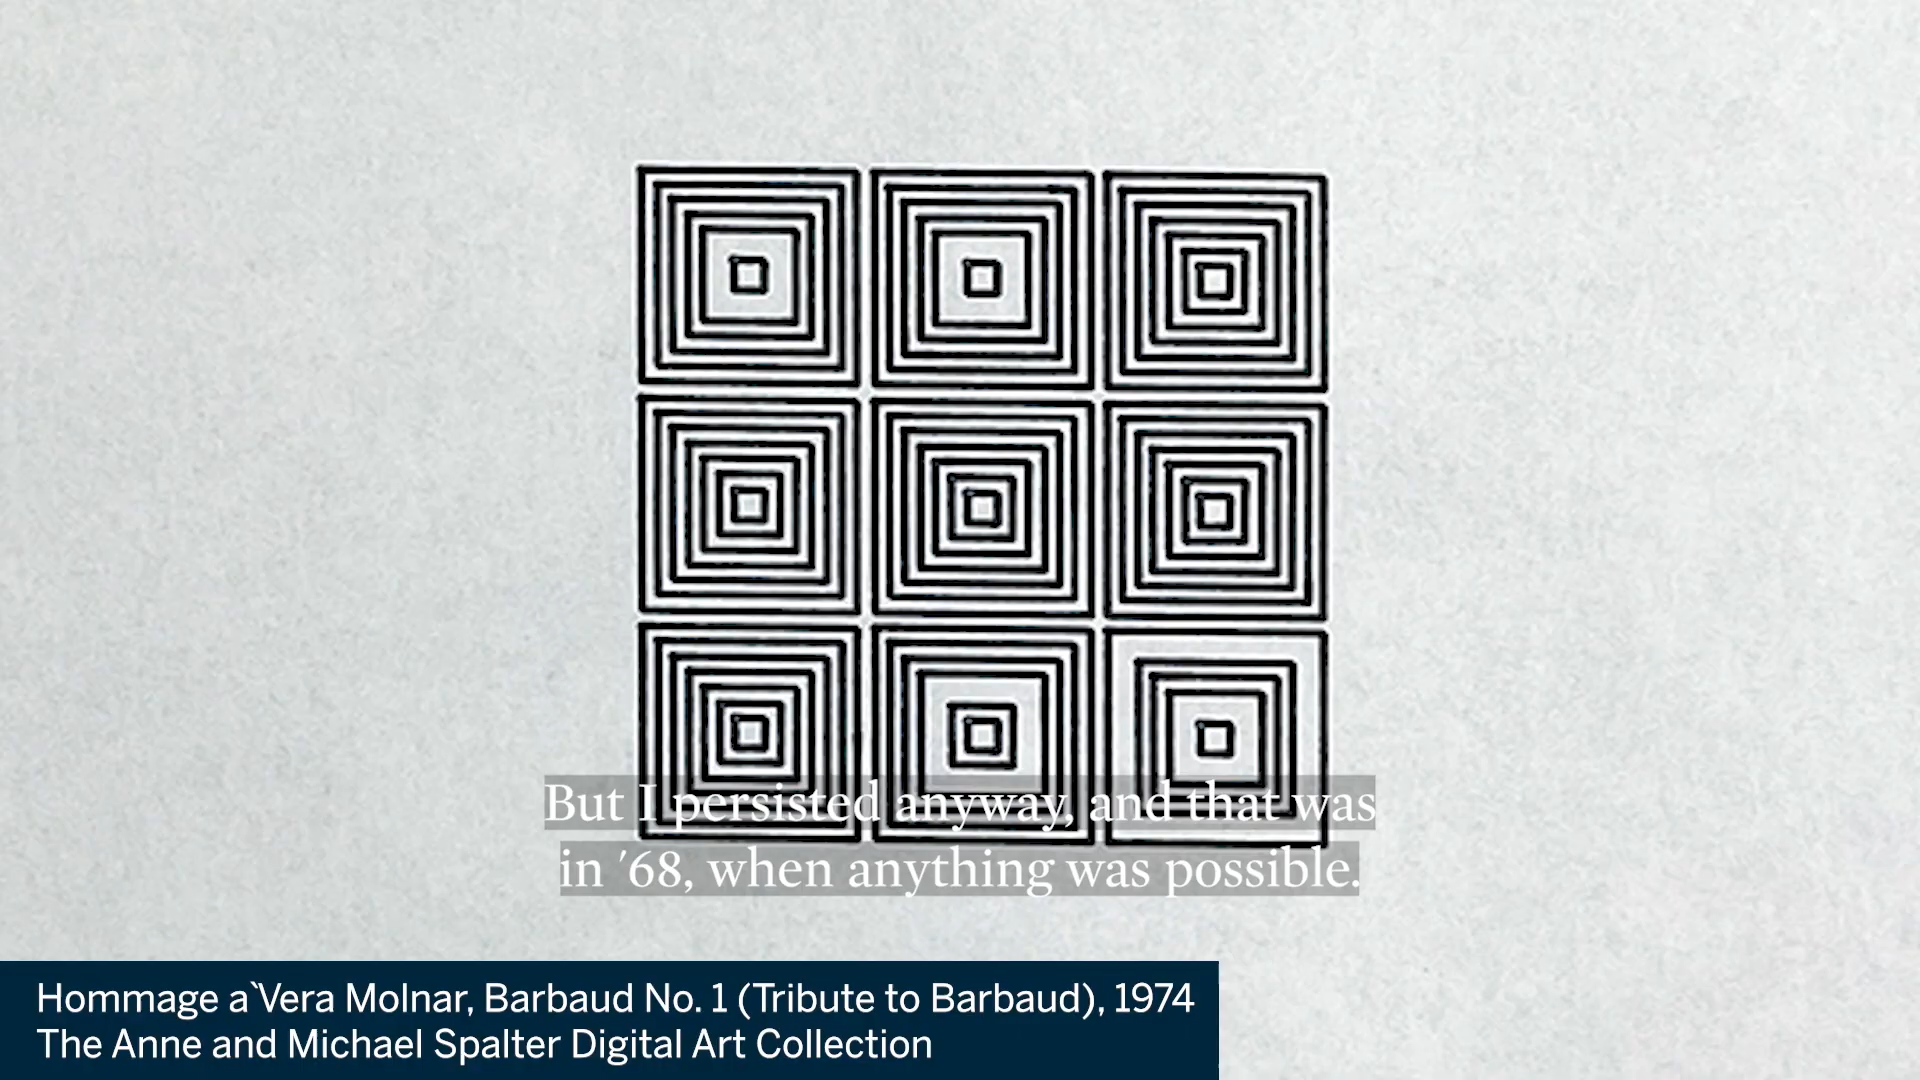 But I persisted anyway, and that was
in ’68, when anything was possible.
Hommage a`Vera Molnar, Barbaud No. 1 (Tribute to Barbaud), 1974
The Anne and Michael Spalter Digital Art Collection